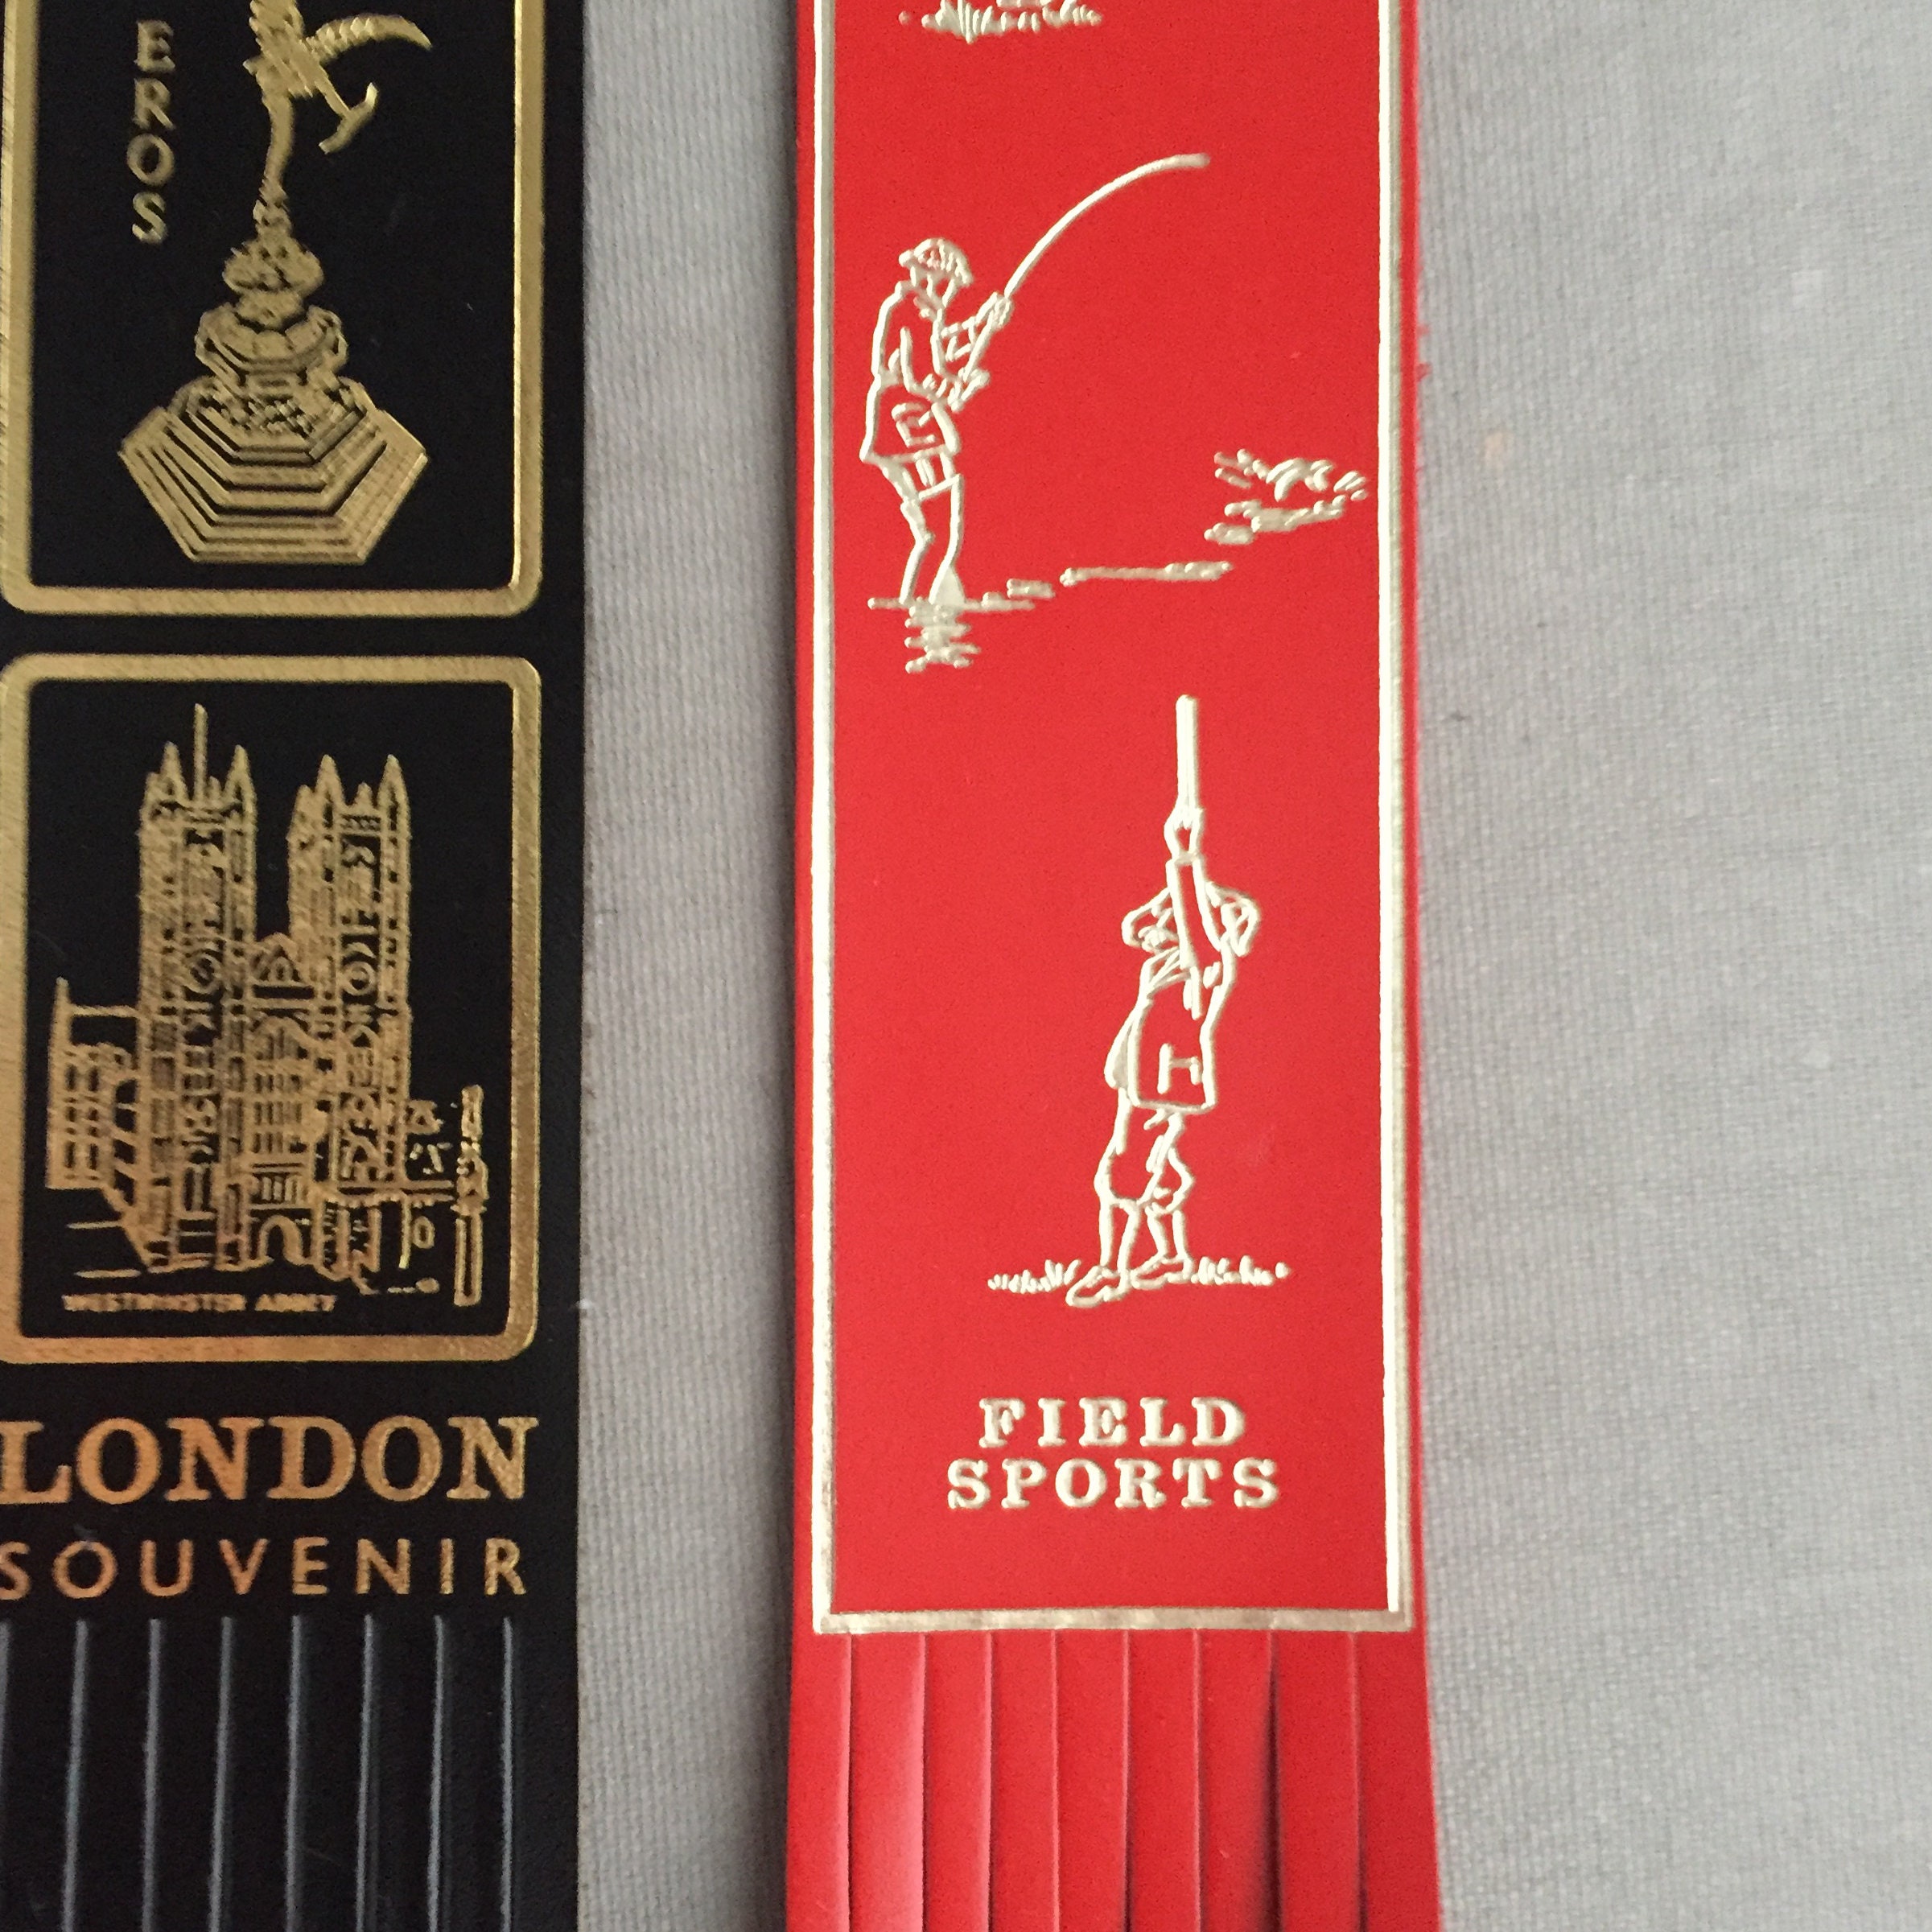 EROS
WESTMINSTER ABBEY
LONDON
SOUVENIR
FIELD
SPORTS